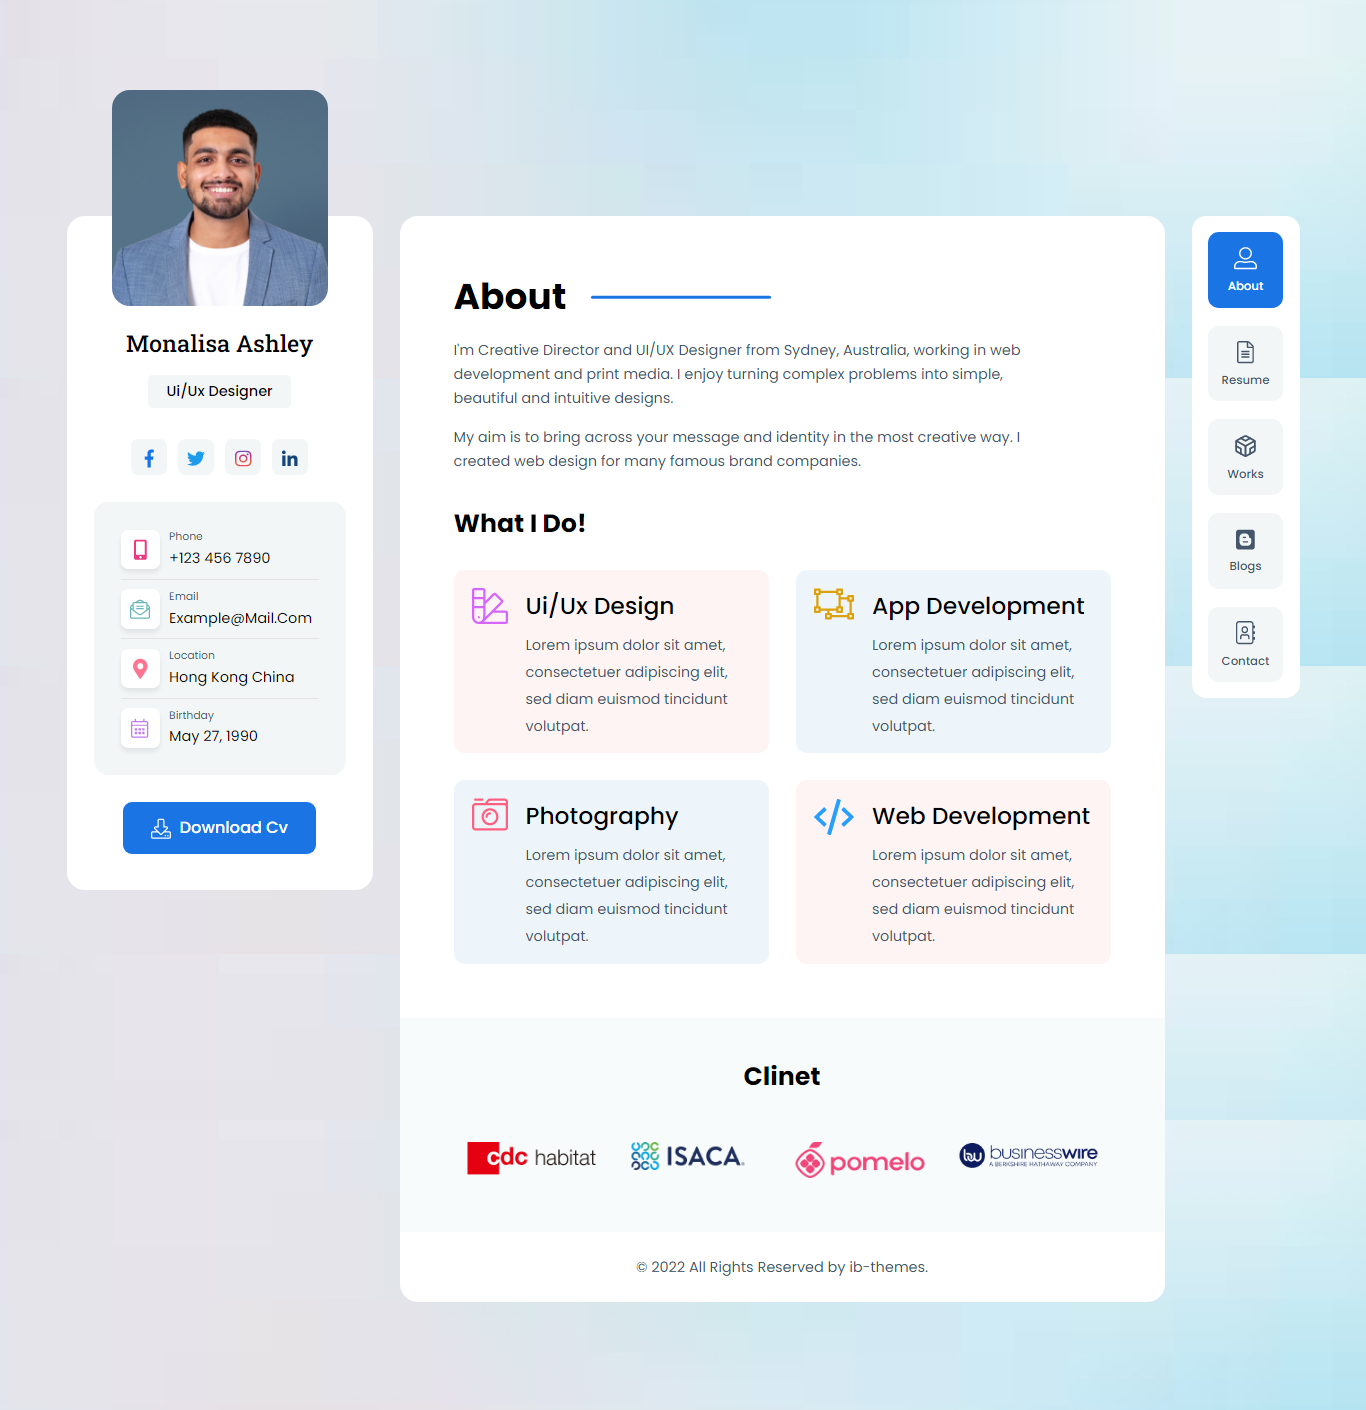 Monalisa Ashley
Ui/Ux Designer
Phone
+123 456 7890
Email
Example@Mail.Com
Location
Hong Kong China
Birthday
May 27, 1990
Download Cv
About
I'm Creative Director and UI/UX Designer from Sydney, Australia, working in web
development and print media. I enjoy turning complex problems into simple,
beautiful and intuitive designs.
My aim is to bring across your message and identity in the most creative way. I
created web design for many famous brand companies.
What I Do!
Ui/Ux Design
Lorem ipsum dolor sit amet,
consectetuer adipiscing elit,
sed diam euismod tincidunt
volutpat.
App Development
Lorem ipsum dolor sit amet,
consectetuer adipiscing elit,
sed diam euismod tincidunt
volutpat.
Photography
Lorem ipsum dolor sit amet,
consectetuer adipiscing elit,
sed diam euismod tincidunt
volutpat.
Web Development
Lorem ipsum dolor sit amet,
consectetuer adipiscing elit,
sed diam euismod tincidunt
volutpat.
Clinet
cdc habitat
ISACA
pomelo
bw businesswire
A BERKSHIRE HATHAWAY COMPANY
© 2022 All Rights Reserved by ib-themes.
About
Resume
Works
Blogs
Contact